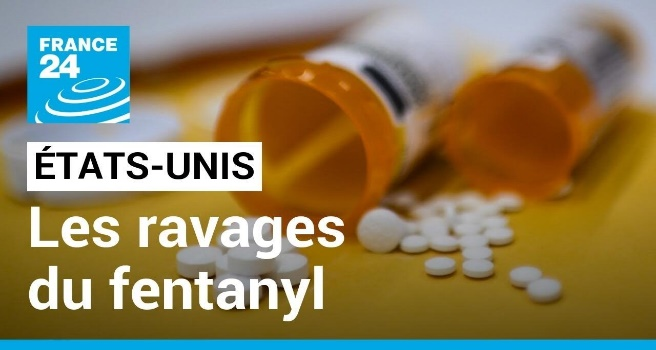 FRANCE
24
ÉTATS-UNIS
Les ravages
du fentanyl